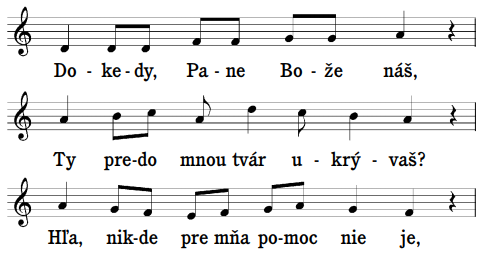 Do - ke - dy, Pa - ne Bo - že náš,
Ty pre-do mnou tvár u - krý - vaš?
Hľa, nik-de pre mňa po-moc nie je,